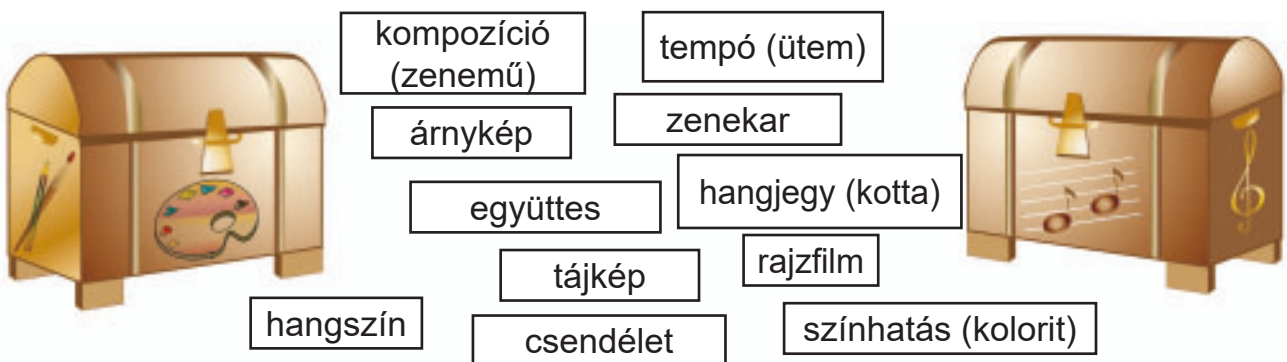 kompozíció
(zenemű)
tempó (ütem)
árnykép
zenekar
együttes
hangjegy (kotta)
tájkép
rajzfilm
hangszín
csendélet
színhatás (kolorit)